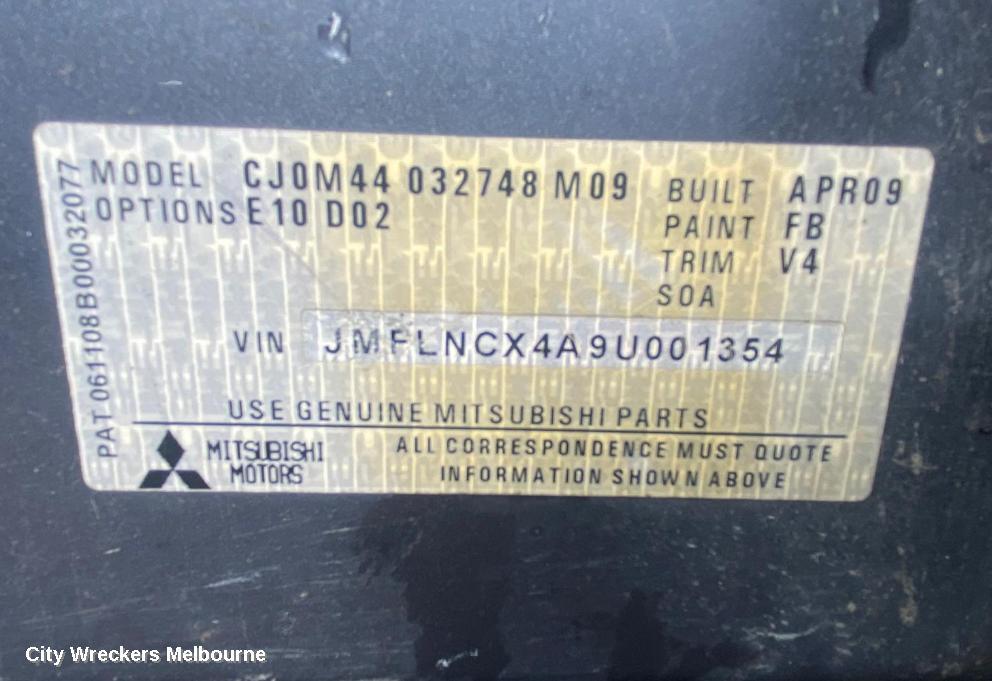 MODEL CJ0M44 032748 M09 BUILT APR09
OPTIONS E10 D02 PAINT FB
TRIM V4
SOA
VIN JMFLNCX4A9U001354
USE GENUINE MITSUBISHI PARTS
MITSUBISHI MOTORS
ALL CORRESPONDENCE MUST QUOTE
INFORMATION SHOWN ABOVE
PAT 061108B000032077
City Wreckers Melbourne